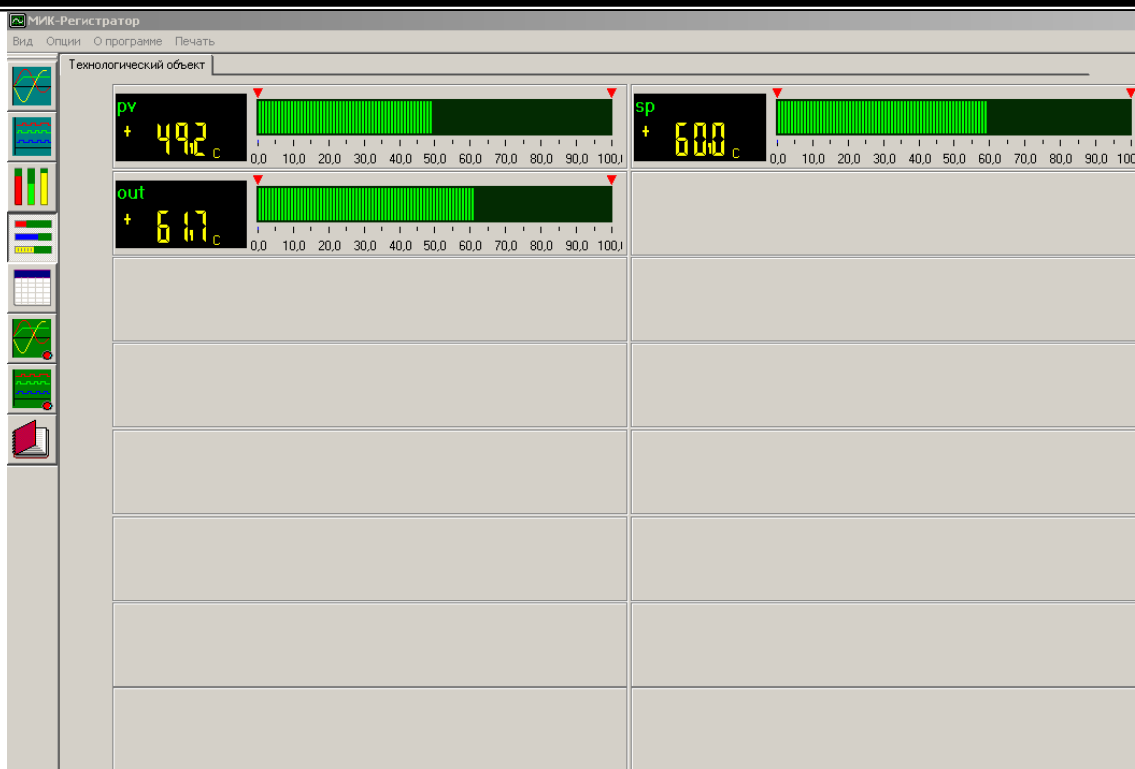 МИК-Регистратор
Вид Опции О программе Печать
Технологический объект
pv
+ 49,2 C
0,0 10,0 20,0 30,0 40,0 50,0 60,0 70,0 80,0 90,0 100,
sp
+ 60,0 C
0,0 10,0 20,0 30,0 40,0 50,0 60,0 70,0 80,0 90,0 100
out
+ 61,7 C
0,0 10,0 20,0 30,0 40,0 50,0 60,0 70,0 80,0 90,0 100,